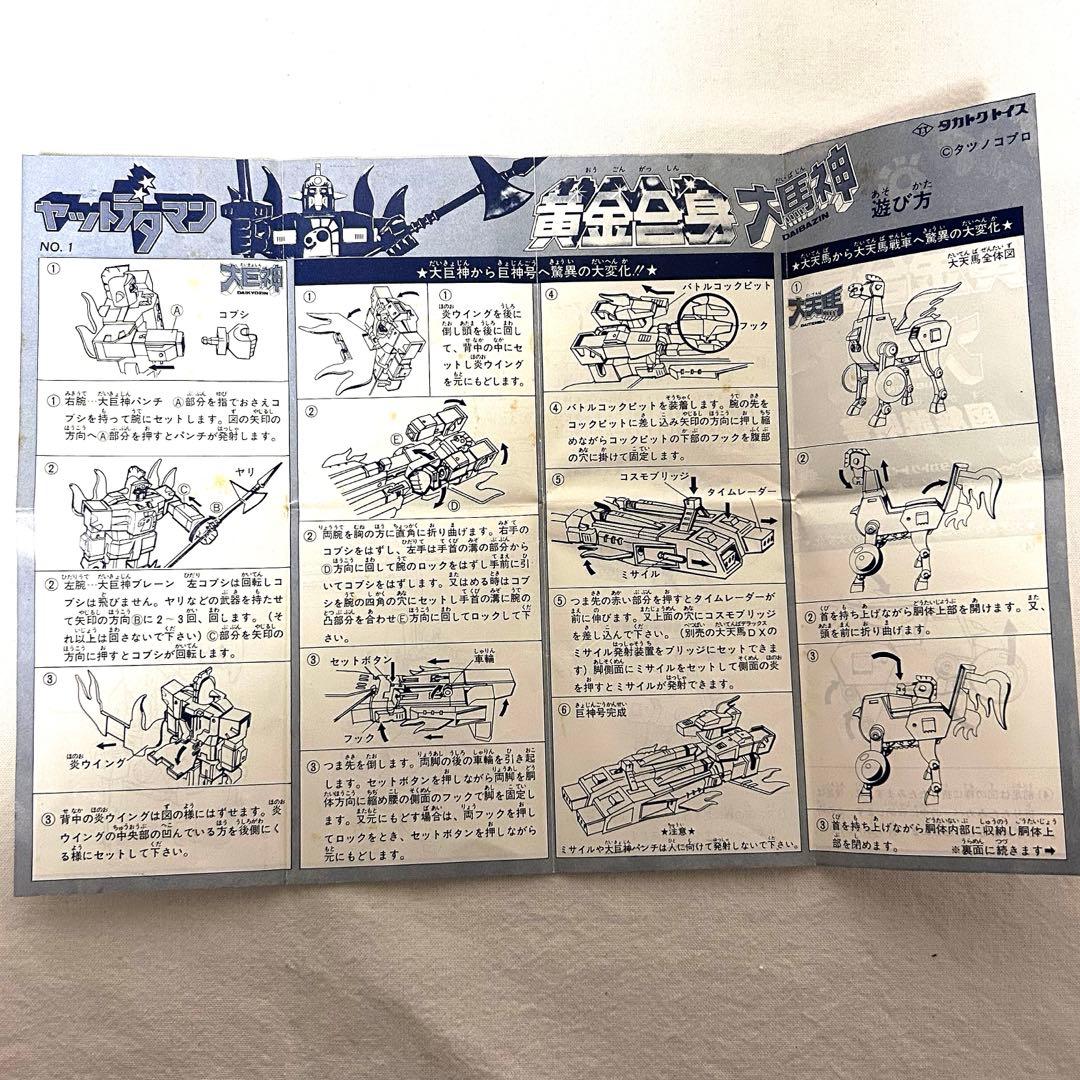 タカトクトイス
©タツノコプロ
ヤットデタマン
NO. 1
黄金合身
おうごんがっしん
大馬神
だいばじん
DAIBAZIN
遊び方
あそ かた
①
大巨神
DAIKYOZIN
Ⓐ
コブシ
①右腕…大巨神パンチ Ⓐ部分を指でおさえコ
ブシを持って腕にセットします。図の矢印の
方向へⒶ部分を押すとパンチが発射します。
②
ヤリ
Ⓒ
Ⓑ
②左腕…大巨神ブレーン 左コブシは回転しコ
ブシは飛びません。ヤリなどの武器を持たせ
て矢印の方向Ⓑに2～3回、回します。（そ
れ以上は回さないで下さい）Ⓒ部分を矢印の
方向に押すとコブシが回転します。
③
炎ウイング
③背中の炎ウイングは図の様にはずせます。炎
ウイングの中央部の凹んでいる方を後側にく
る様にセットして下さい。
★大巨神から巨神号へ驚異の大変化!!★
①
①
炎ウイングを後に
倒し頭を後に回し
て、背中の中にセ
ットし炎ウイング
を元にもどします。
②
Ⓔ
Ⓓ
②両腕を胸の方に直角に折り曲げます。右手の
コブシをはずし、左手は手首の溝の部分から
Ⓓ方向に回して腕のロックをはずし手前に引
いてコブシをはずします。又はめる時はコブ
シを腕の四角の穴にセットし手首の溝に腕の
凸部分を合わせⒺ方向に回してロックして下
さい。
③
セットボタン
車輪
フック
③つま先を倒します。両脚の後の車輪を引き起
します。セットボタンを押しながら両脚を胴
体方向に縮め腰の側面のフックで脚を固定し
ます。又元にもどす場合は、両フックを押し
てロックをとき、セットボタンを押しながら
元にもどします。
④
バトルコックピット
フック
④バトルコックピットを装着します。腕の先を
コックピットに差し込み矢印の方向に押し縮
めながらコックピットの下部のフックを腹部
の穴に掛けて固定します。
⑤
コスモブリッジ
タイムレーダー
ミサイル
⑤つま先の赤い部分を押すとタイムレーダーが
前に伸びます。又上面の穴にコスモブリッジ
を差し込んで下さい。（別売の大天馬DXの
ミサイル発射装置をブリッジにセットできま
す）脚側面にミサイルをセットして側面の炎
を押すとミサイルが発射できます。
⑥巨神号完成
★注意★
ミサイルや大巨神パンチは人に向けて発射しないで下さい。
★大天馬から大天馬戦車へ驚異の大変化★
①
大天馬全体図
大天馬
DAITENBA
②
②首を持ち上げながら胴体上部を開けます。又、
頭を前に折り曲げます。
③
③首を持ち上げながら胴体内部に収納し胴体上
部を閉めます。
※裏面に続きます➡